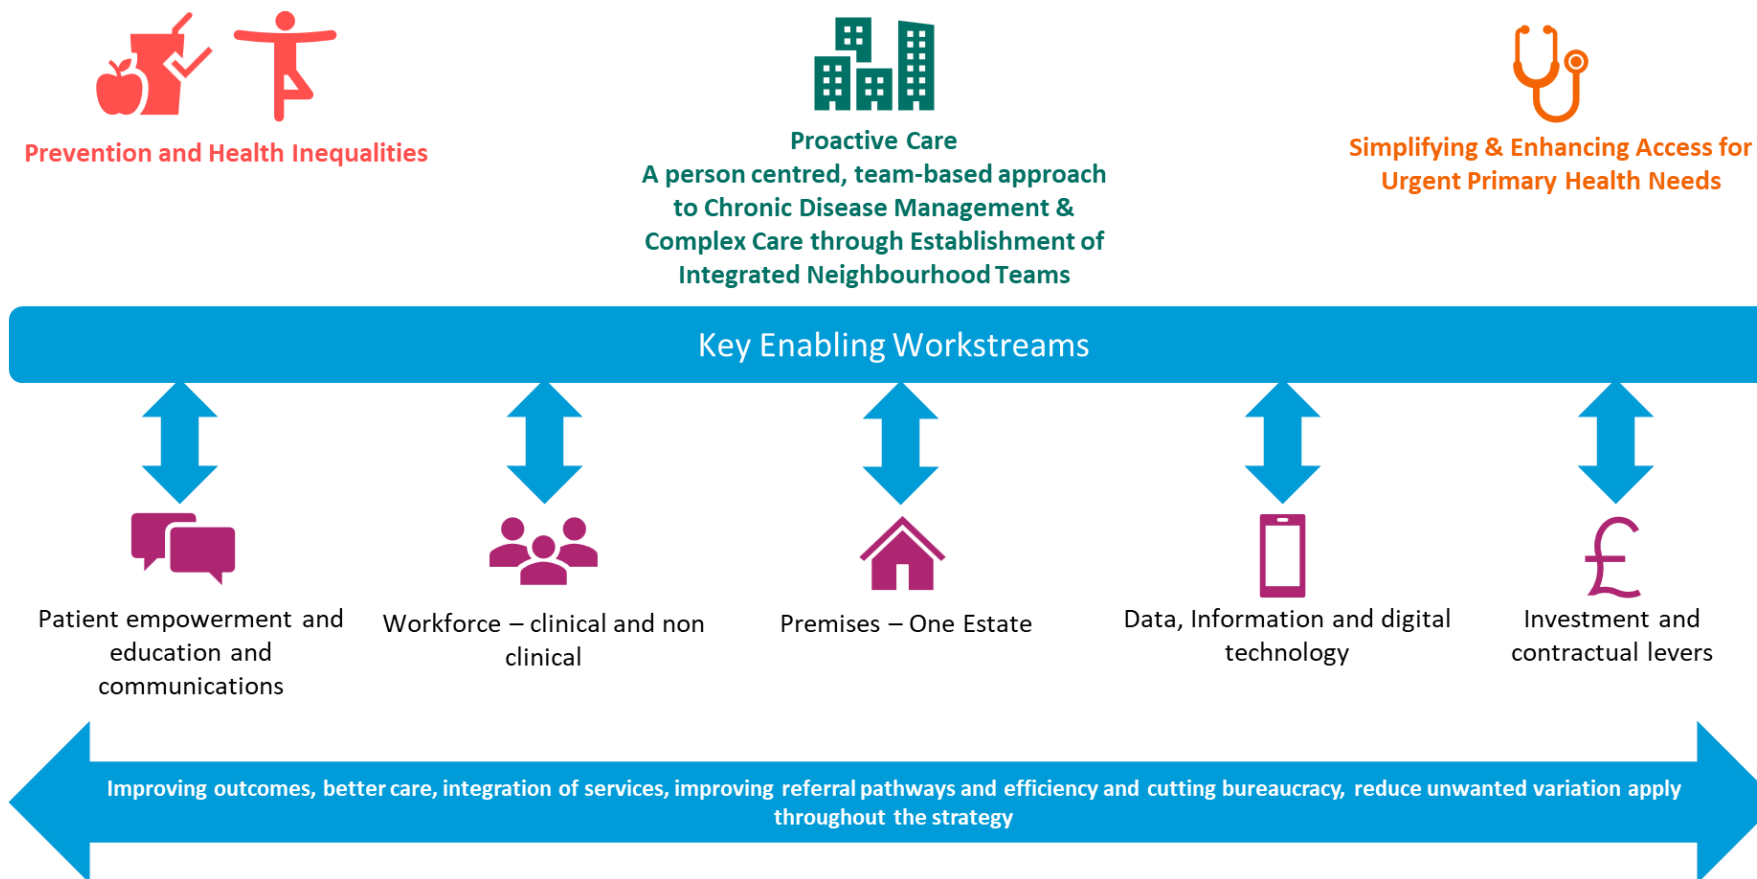 Prevention and Health Inequalities
Proactive Care
A person centred, team-based approach
to Chronic Disease Management &
Complex Care through Establishment of
Integrated Neighbourhood Teams
Simplifying & Enhancing Access for
Urgent Primary Health Needs
Key Enabling Workstreams
Patient empowerment and
education and
communications
Workforce – clinical and non
clinical
Premises – One Estate
Data, Information and digital
technology
£
Investment and
contractual levers
Improving outcomes, better care, integration of services, improving referral pathways and efficiency and cutting bureaucracy, reduce unwanted variation apply
throughout the strategy